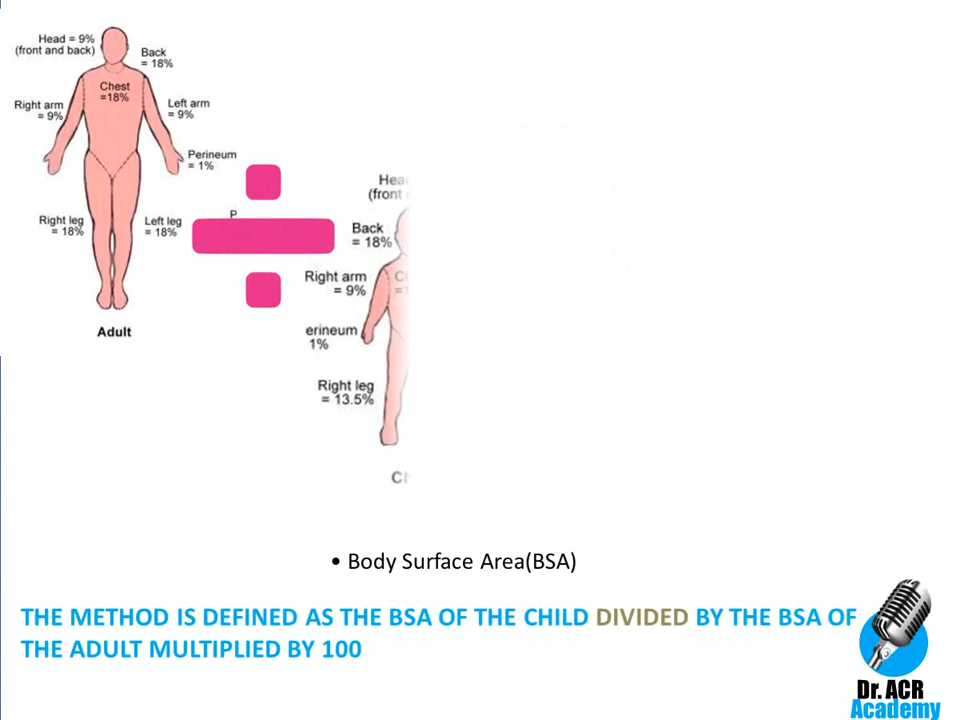 Head = 9%
(front and back)
Back
= 18%
Chest
=18%
Right arm
= 9%
Left arm
= 9%
Perineum
= 1%
Right leg
= 18%
Left leg
= 18%
Adult
P
(front
Back
= 18%
Right arm
= 9%
erineum
1%
Right leg
= 13.5%
• Body Surface Area(BSA)
THE METHOD IS DEFINED AS THE BSA OF THE CHILD DIVIDED BY THE BSA OF
THE ADULT MULTIPLIED BY 100
Dr. ACR
Academy